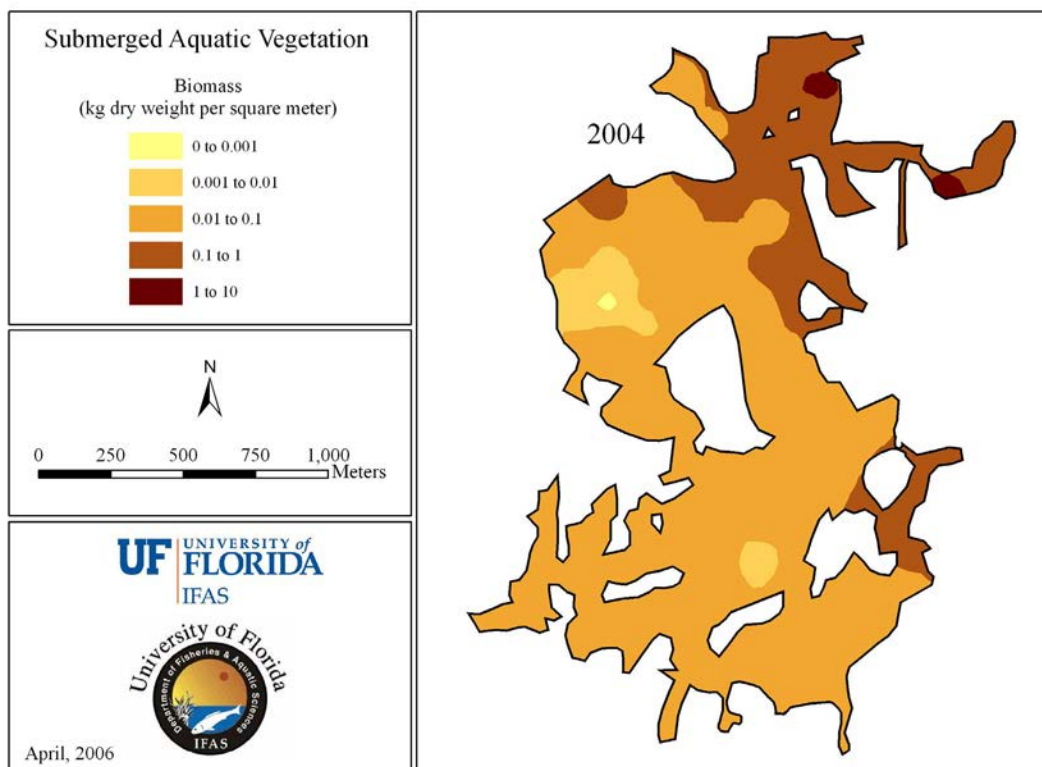 Submerged Aquatic Vegetation
Biomass
(kg dry weight per square meter)
0 to 0.001
0.001 to 0.01
0.01 to 0.1
0.1 to 1
1 to 10
N
0 250 500 750 1,000
Meters
UF UNIVERSITY of
FLORIDA
IFAS
University of Florida
Department of Fisheries & Aquatic Sciences
IFAS
April, 2006
2004